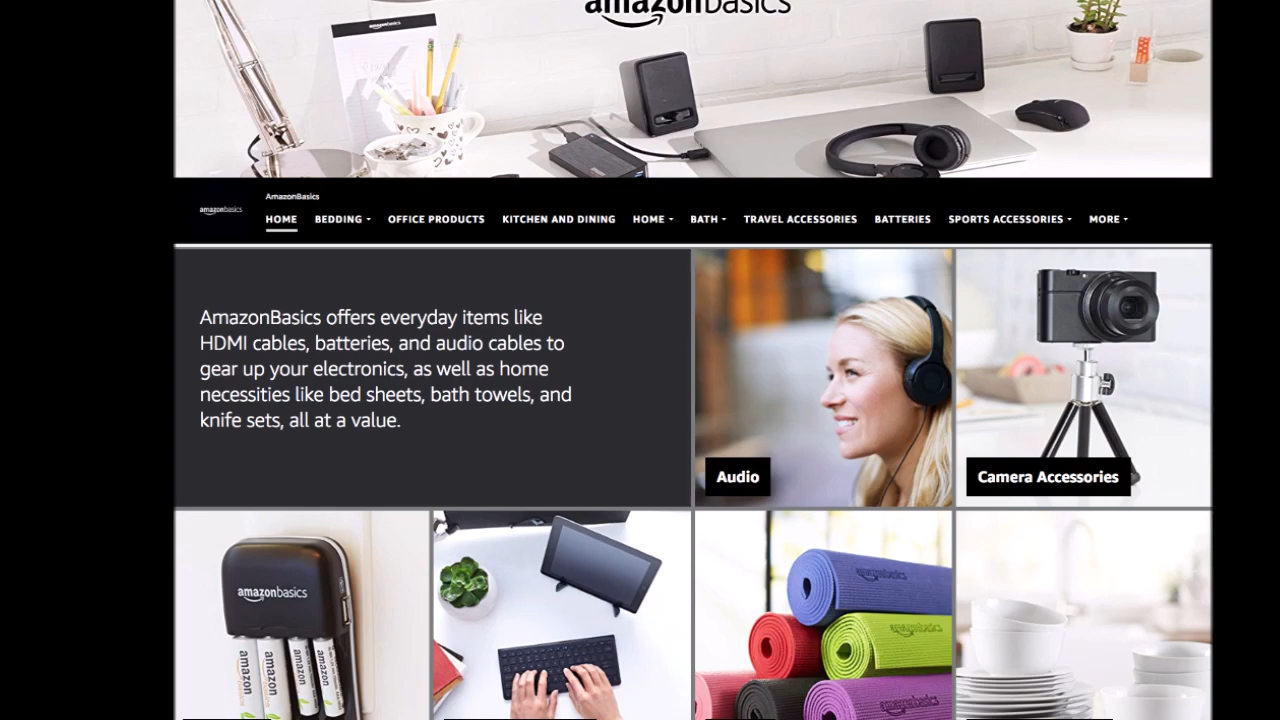 amazonbasics
amazonbasics
AmazonBasics
amazonbasics
HOME BEDDING OFFICE PRODUCTS KITCHEN AND DINING HOME BATH TRAVEL ACCESSORIES BATTERIES SPORTS ACCESSORIES MORE
AmazonBasics offers everyday items like
HDMI cables, batteries, and audio cables to
gear up your electronics, as well as home
necessities like bed sheets, bath towels, and
knife sets, all at a value.
Audio
Camera Accessories
amazonbasics
amazon
amazon
amazon
amazon
amazonbasics
amazonbasics
amazonbasics